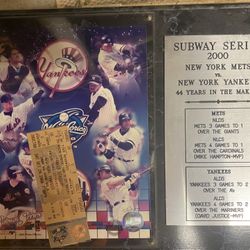 Yankees
SUBWAY SERI
2000
NEW YORK METS
vs.
NEW YORK YANKE
44 YEARS IN THE MAK
METS
NLDS
METS 3 GAMES TO 1
OVER THE GIANTS
NLCS
METS 4 GAMES TO 1
OVER THE CARDINALS
(MIKE HAMPTON-MVP)
YANKEES
ALDS
YANKEES 3 GAMES TO 2
OVER THE A's
ALCS
YANKEES 4 GAMES TO 2
OVER THE MARINERS
(DAVID JUSTICE-MVP)